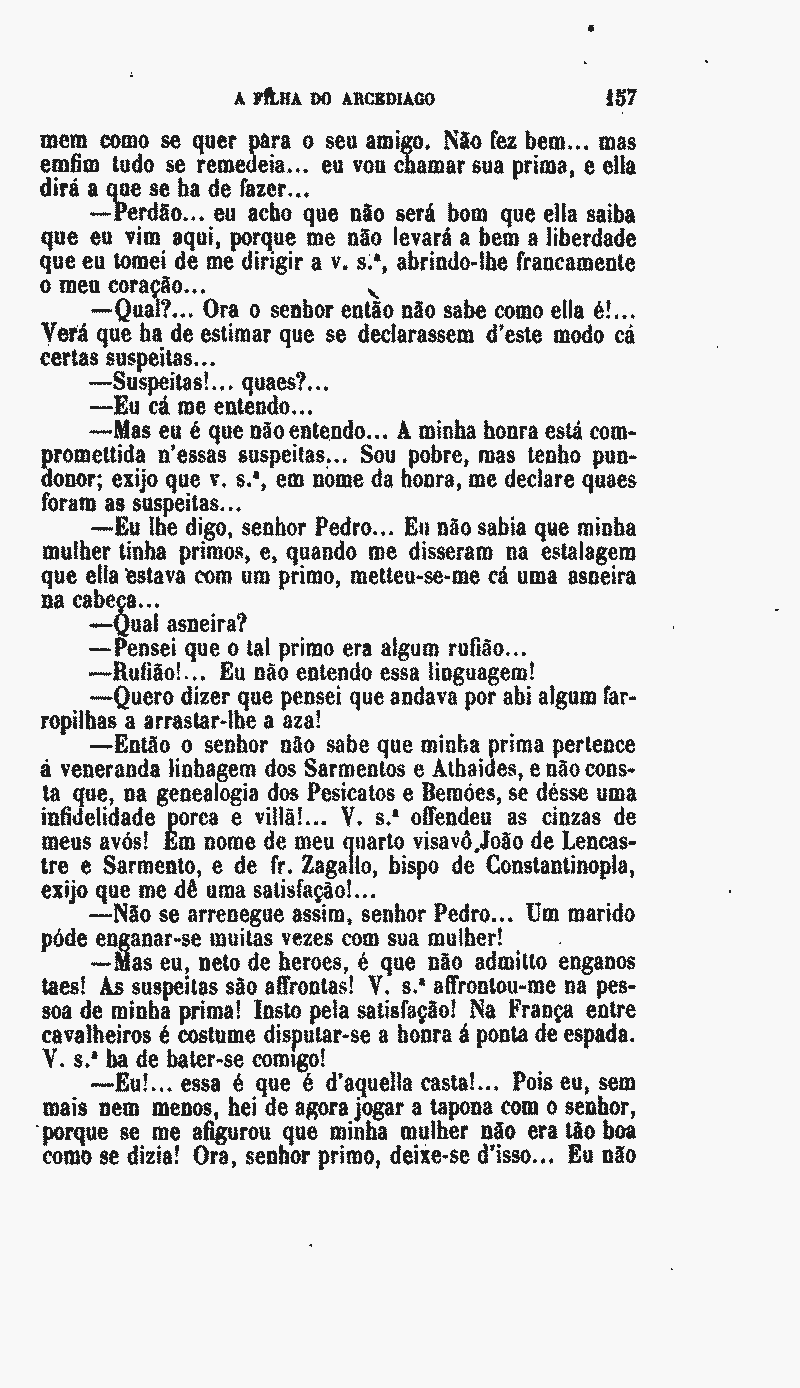 A FILHA DO ARCEDIAGO 157
mem como se quer para o seu amigo. Não fez bem... mas
emfim tudo se remedeia... eu vou chamar sua prima, e ella
dirá a que se ha de fazer...
—Perdão... eu acho que não será bom que ella saiba
que eu vim aqui, porque me não levará a bem a liberdade
que eu tomei de me dirigir a v. s.ª, abrindo-lhe francamente
o meu coração...
—Qual?... Ora o senhor então não sabe como ella é!...
Verá que ha de estimar que se declarassem d'este modo cá
certas suspeitas...
—Suspeitas!... quaes?...
—Eu cá me entendo...
—Mas eu é que não entendo... A minha honra está com-
promettida n'essas suspeitas... Sou pobre, mas tenho pun-
donor; exijo que v. s.ª, em nome da honra, me declare quaes
foram as suspeitas...
—Eu lhe digo, senhor Pedro... Eu não sabia que minha
mulher tinha primos, e, quando me disseram na estalagem
que ella estava com um primo, metteu-se-me cá uma asneira
na cabeça...
—Qual asneira?
—Pensei que o tal primo era algum rufião...
—Rufião!... Eu não entendo essa linguagem!
—Quero dizer que pensei que andava por ahi algum far-
ropilhas a arrastar-lhe a aza!
—Então o senhor não sabe que minha prima pertence
á veneranda linhagem dos Sarmentos e Athaides, e não cons-
ta que, na genealogia dos Pesicatos e Bemóes, se désse uma
infidelidade porca e villã!... V. s.ª offendeu as cinzas de
meus avós! Em nome de meu quarto visavô, João de Lencas-
tre e Sarmento, e de fr. Zagallo, bispo de Constantinopla,
exijo que me dê uma satisfação!...
—Não se arrenegue assim, senhor Pedro... Um marido
póde enganar-se muitas vezes com sua mulher!
—Mas eu, neto de heroes, é que não admitto enganos
taes! As suspeitas são affrontas! V. s.ª affrontou-me na pes-
soa de minha prima! Insto pela satisfação! Na França entre
cavalheiros é costume disputar-se a honra á ponta de espada.
V. s.ª ha de bater-se comigo!
—Eu!... essa é que é d'aquella casta!... Pois eu, sem
mais nem menos, hei de agora jogar a tapona com o senhor,
porque se me afigurou que minha mulher não era tão boa
como se dizia! Ora, senhor primo, deixe-se d'isso... Eu não